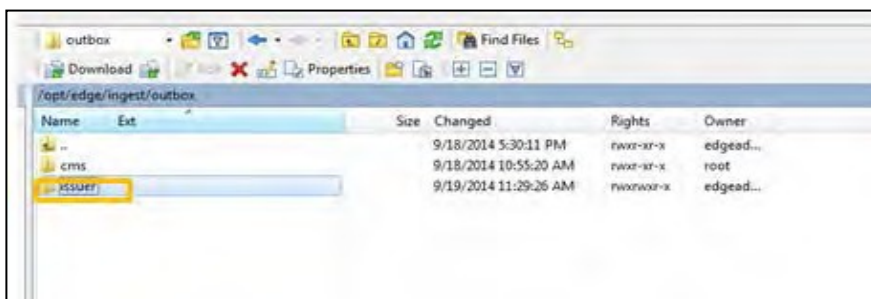 outbox Find Files
Download Edit Properties
/opt/edge/ingest/outbox
Name Ext Size Changed Rights Owner
.. 9/18/2014 5:30:11 PM rwxr-xr-x edgead...
cms 9/18/2014 10:55:20 AM rwxr-xr-x root
issuer 9/19/2014 11:29:26 AM rwxrwxr-x edgead...